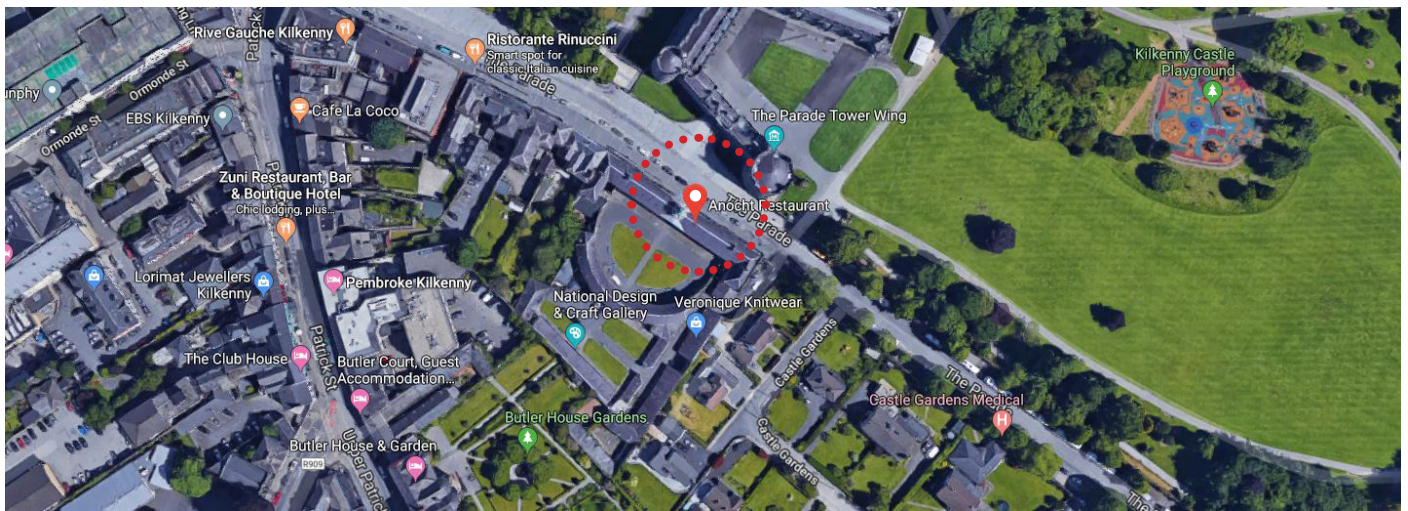 Rive Gauche Kilkenny
Patrick S
Ristorante Rinuccini
Smart spot for
classic Italian cuisine
Parade
Kilkenny Castle
Playground
Ormonde St
unphy
Cafe La Coco
EBS Kilkenny
Ormonde St
The Parade Tower Wing
Zuni Restaurant, Bar
& Boutique Hotel
Chic lodging, plus...
Anocht Restaurant
The Parade
Lorimat Jewellers
Kilkenny
Pembroke Kilkenny
National Design
& Craft Gallery
Veronique Knitwear
Patrick St
The Club House
Butler Court, Guest
Accommodation...
Castle Gardens
The Pa
Castle Gardens Medical
H
Butler House Gardens
Castle Gardens
Butler House & Garden
R909
Upper Patric
The P